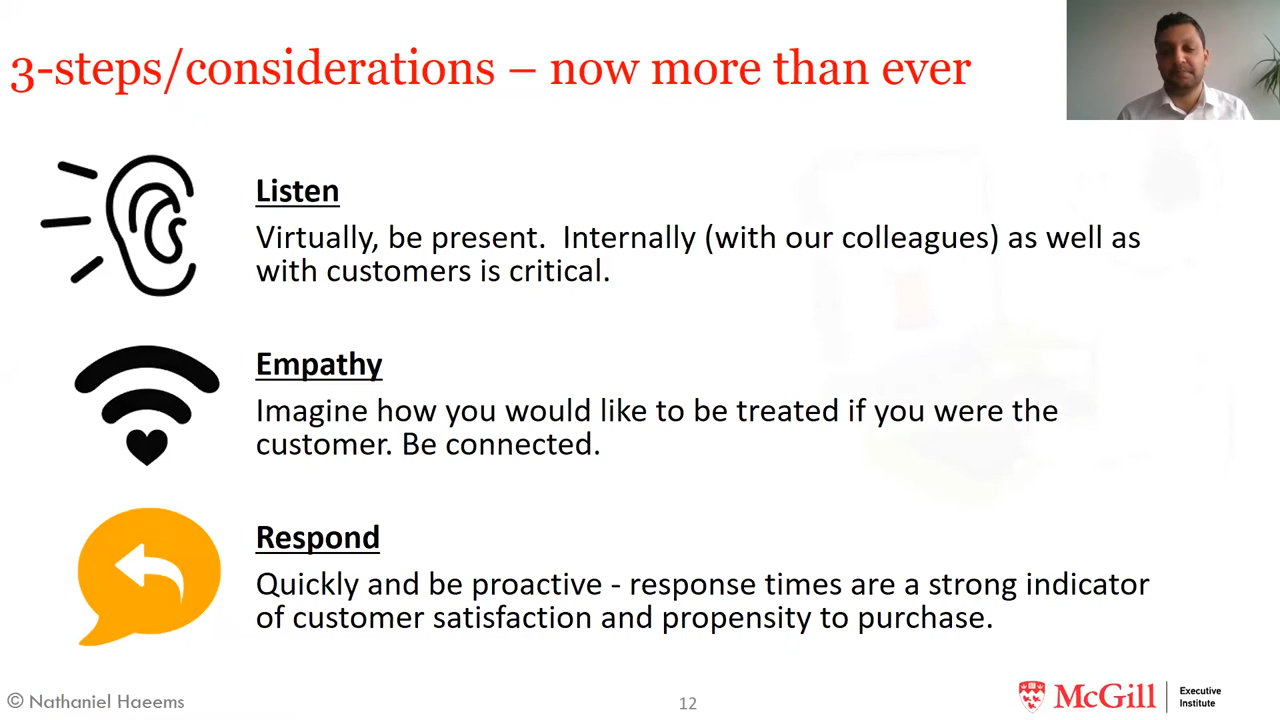 3-steps/considerations – now more than ever
Listen
Virtually, be present.  Internally (with our colleagues) as well as
with customers is critical.
Empathy
Imagine how you would like to be treated if you were the
customer. Be connected.
Respond
Quickly and be proactive - response times are a strong indicator
of customer satisfaction and propensity to purchase.
© Nathaniel Haeems
12
McGill
Executive
Institute